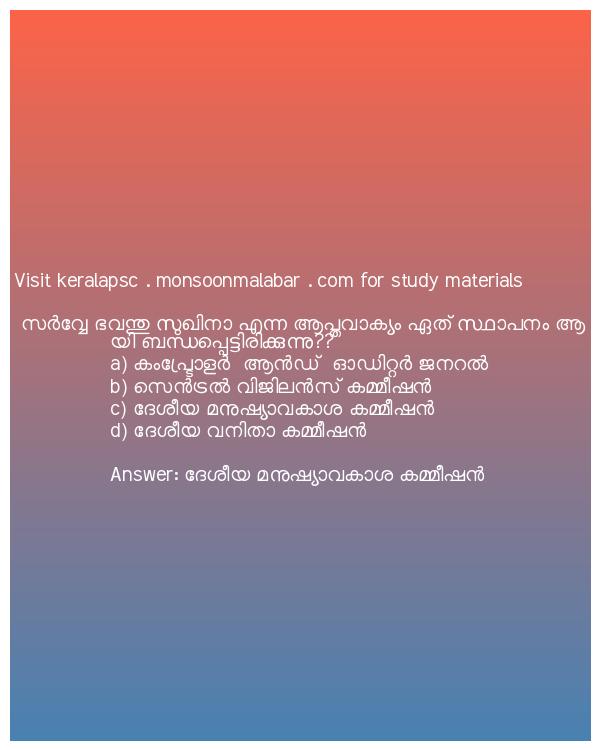 Visit keralapsc . monsoonmalabar . com for study materials
സർവ്വേ ഭവന്തു സുഖിനാ എന്ന ആപ്തവാക്യം ഏത് സ്ഥാപനം ആ
യി ബന്ധപ്പെട്ടിരിക്കുന്നു??
a) കംപ്ട്രോളർ ആൻഡ് ഓഡിറ്റർ ജനറൽ
b) സെൻട്രൽ വിജിലൻസ് കമ്മീഷൻ
c) ദേശീയ മനുഷ്യാവകാശ കമ്മീഷൻ
d) ദേശീയ വനിതാ കമ്മീഷൻ
Answer: ദേശീയ മനുഷ്യാവകാശ കമ്മീഷൻ